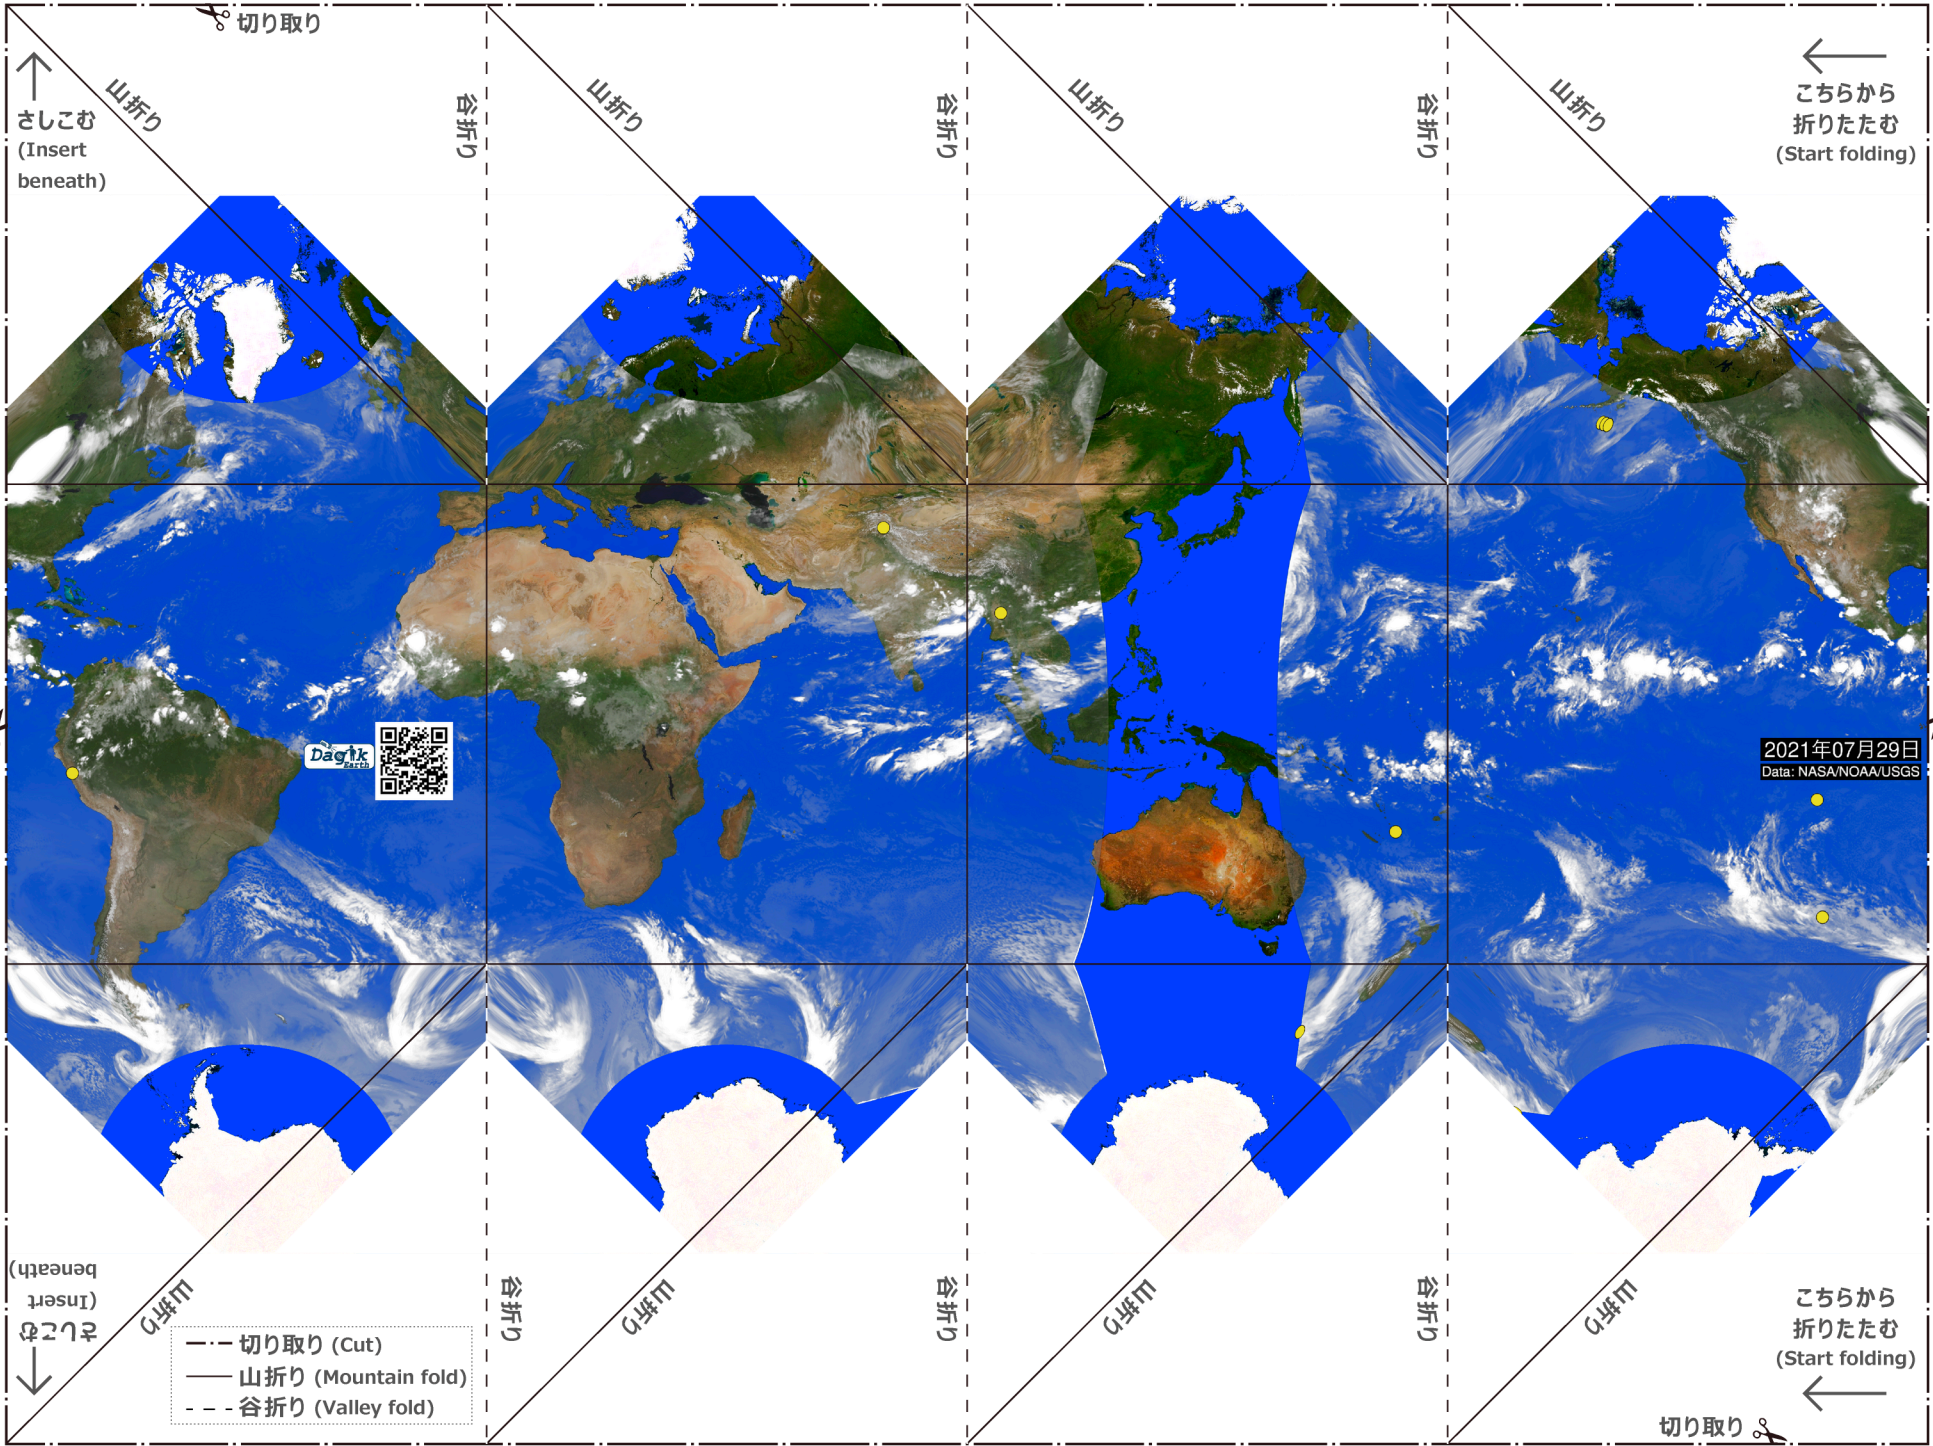 切り取り
さしこむ
(Insert
beneath)
山折り
谷折り
山折り
谷折り
山折り
谷折り
山折り
こちらから
折りたたむ
(Start folding)
Dagik
Earth
2021年07月29日
Data: NASA/NOAA/USGS
さしこむ
(Insert
beneath)
山折り
谷折り
山折り
谷折り
山折り
谷折り
山折り
こちらから
折りたたむ
(Start folding)
切り取り (Cut)
山折り (Mountain fold)
谷折り (Valley fold)
切り取り